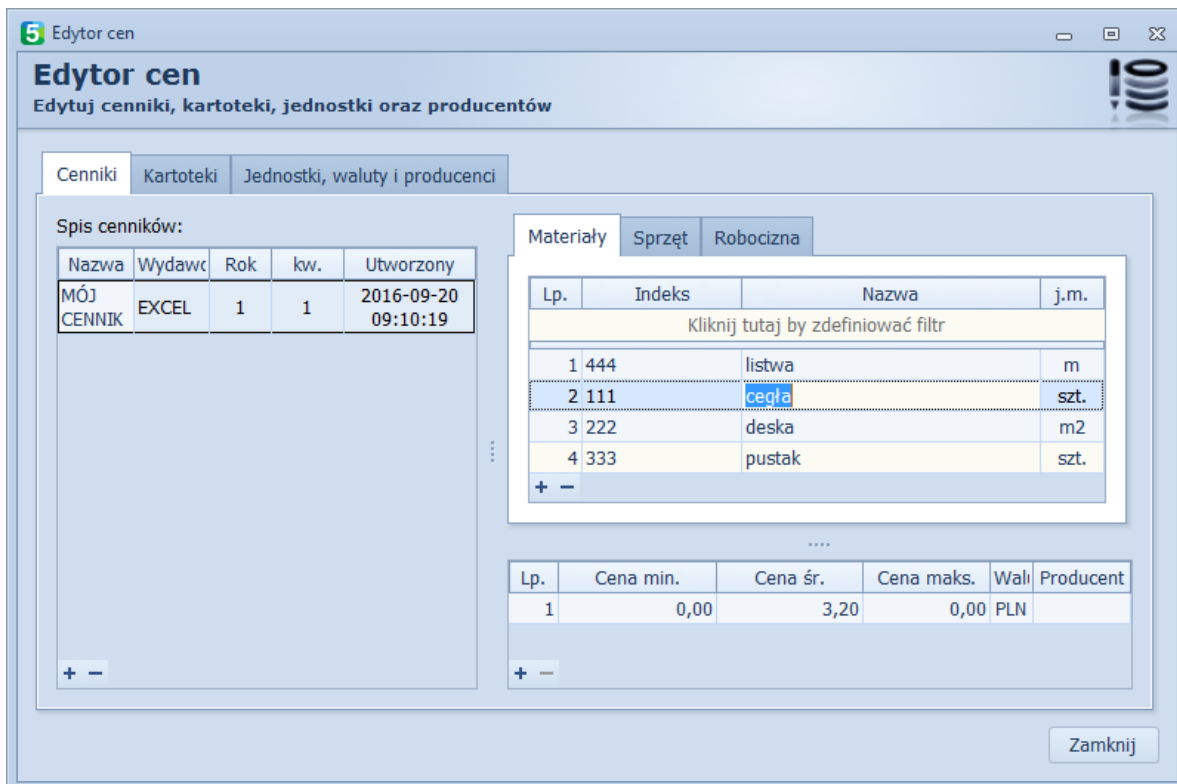 5 Edytor cen
Edytor cen
Edytuj cenniki, kartoteki, jednostki oraz producentów
Cenniki Kartoteki Jednostki, waluty i producenci
Spis cenników:
Nazwa Wydawc Rok kw. Utworzony
MÓJ CENNIK EXCEL 1 1 2016-09-20 09:10:19
Materiały Sprzęt Robocizna
Lp. Indeks Nazwa j.m.
Kliknij tutaj by zdefiniować filtr
1 444 listwa m
2 111 cegła szt.
3 222 deska m2
4 333 pustak szt.
+ −
Lp. Cena min. Cena śr. Cena maks. Walu Producent
1 0,00 3,20 0,00 PLN
+ − + −
Zamknij